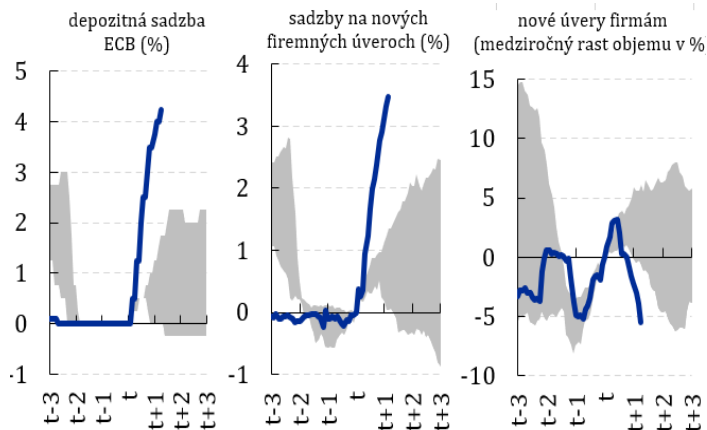 depozitná sadzba
ECB (%)
5
4
3
2
1
0
-1
t-3
t-2
t-1
t
t+1
t+2
t+3
sadzby na nových
firemných úveroch (%)
4
3
2
1
0
-1
t-3
t-2
t-1
t
t+1
t+2
t+3
nové úvery firmám
(medziročný rast objemu v %)
15
10
5
0
-5
-10
t-3
t-2
t-1
t
t+1
t+2
t+3